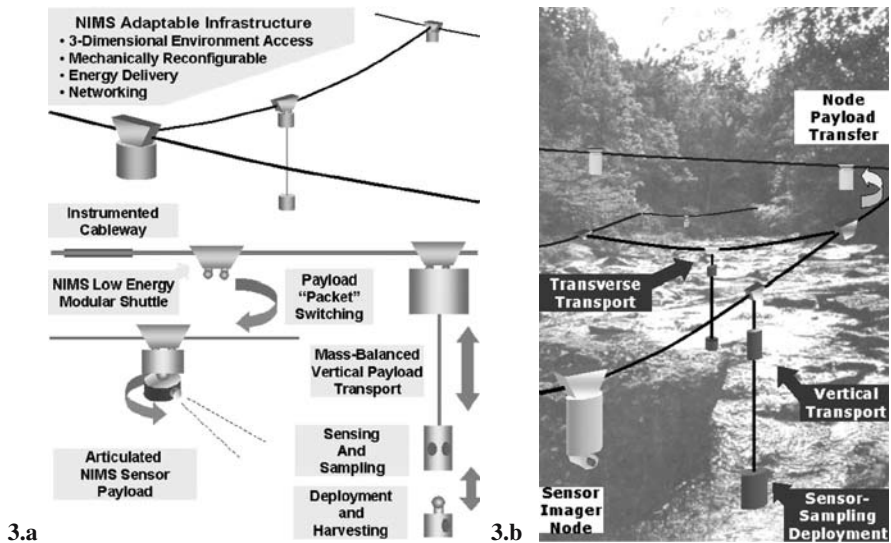 NIMS Adaptable Infrastructure
• 3-Dimensional Environment Access
• Mechanically Reconfigurable
• Energy Delivery
• Networking
Instrumented
Cableway
NIMS Low Energy
Modular Shuttle
Payload
“Packet”
Switching
Mass-Balanced
Vertical Payload
Transport
Articulated
NIMS Sensor
Payload
Sensing
And
Sampling
Deployment
and
Harvesting
3.a
Node
Payload
Transfer
Transverse
Transport
Vertical
Transport
Sensor
Imager
Node
Sensor-
Sampling
Deployment
3.b